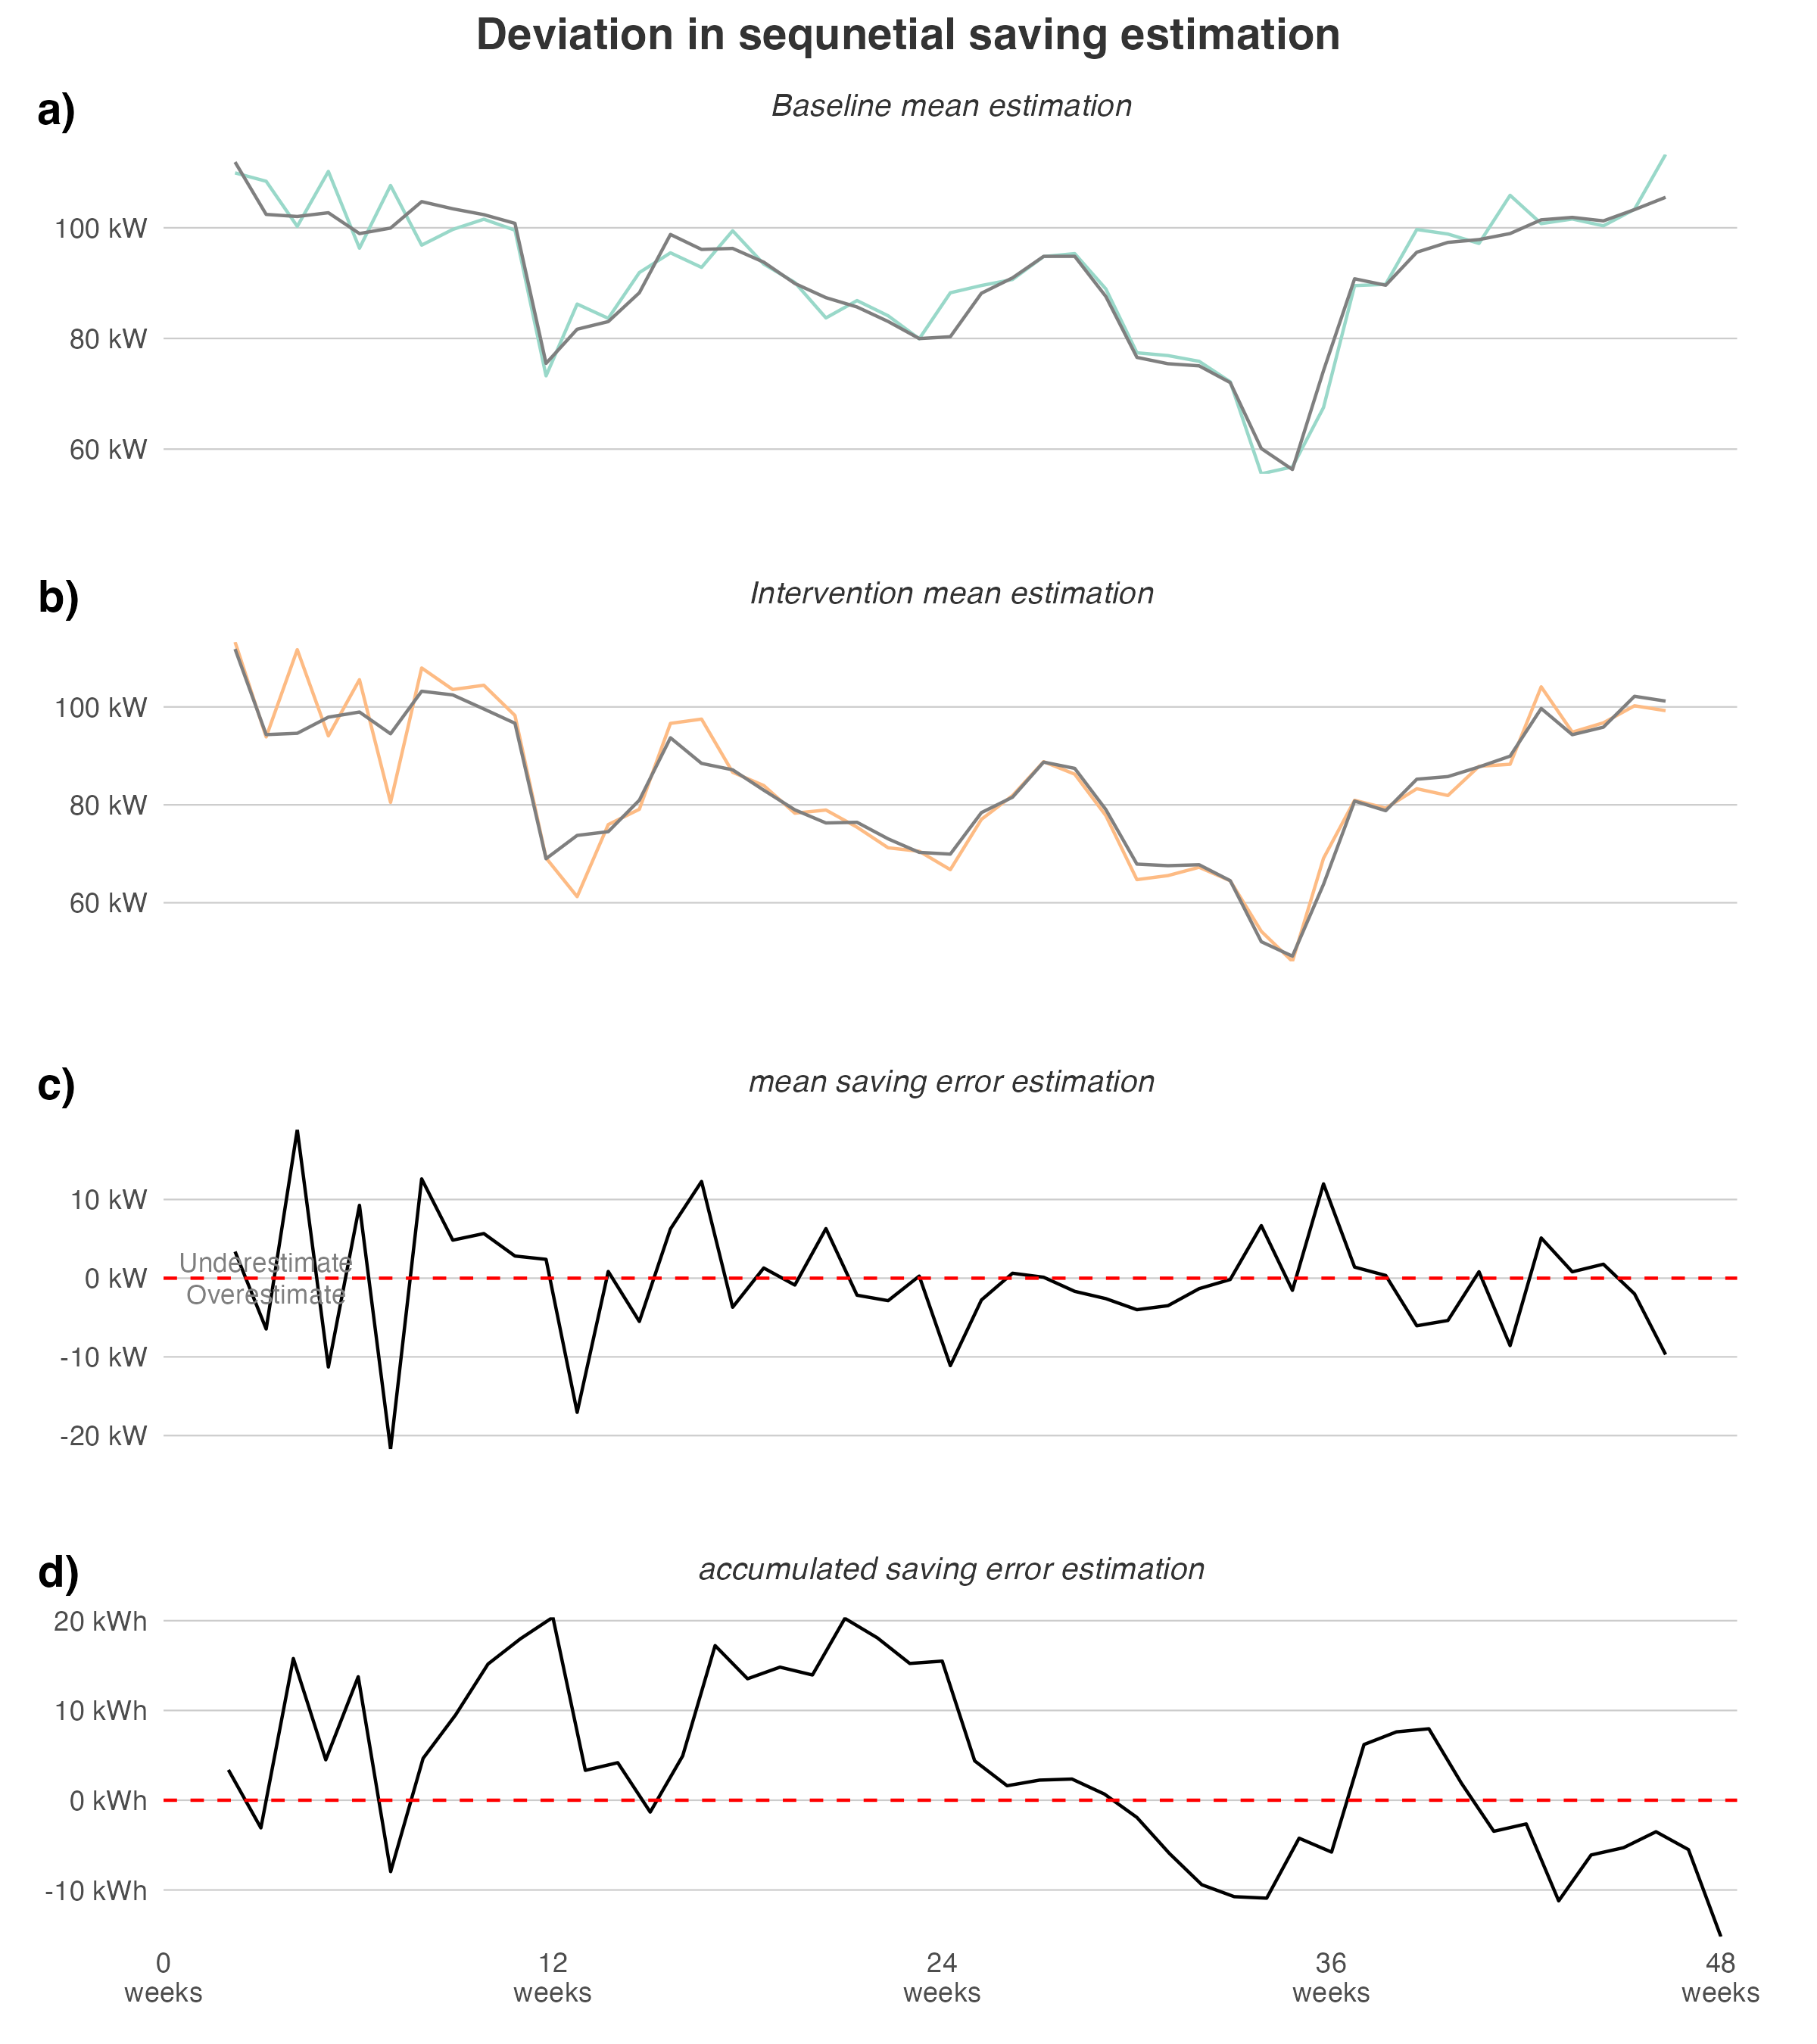 Deviation in sequnetial saving estimation
a)
Baseline mean estimation
100 kW
80 kW
60 kW
b)
Intervention mean estimation
100 kW
80 kW
60 kW
c)
mean saving error estimation
10 kW
Underestimate
0 kW
Overestimate
-10 kW
-20 kW
d)
accumulated saving error estimation
20 kWh
10 kWh
0 kWh
-10 kWh
0 12 24 36 48
weeks weeks weeks weeks weeks